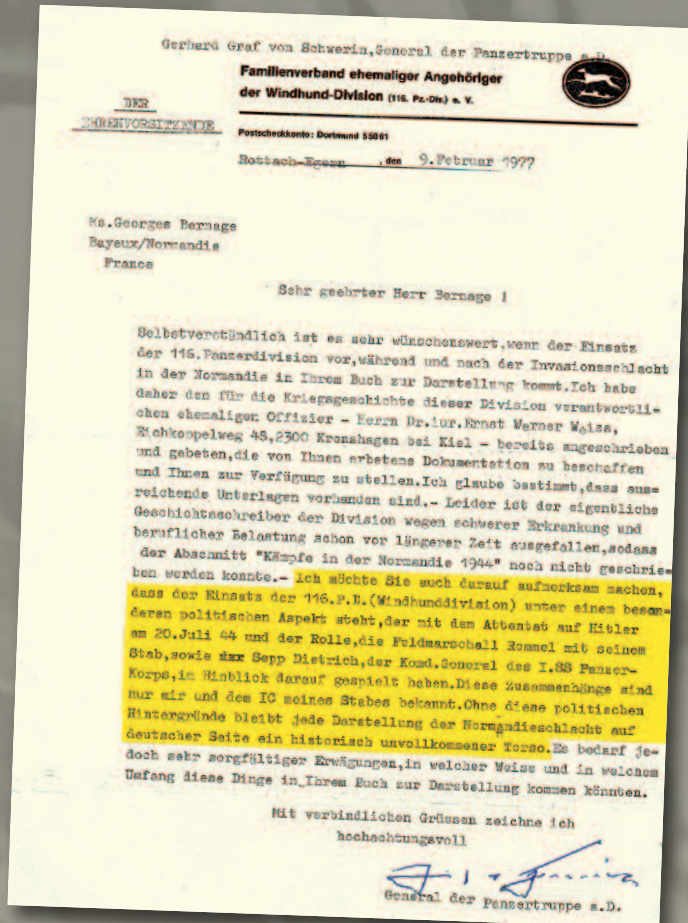 Gerhard Graf von Schwerin,General der Panzertruppe a.D.
Familienverband ehemaliger Angehöriger
der Windhund-Division (116. Pz.-Div.) e. V.
DER
EHRENVORSITZENDE
Postscheckkonto: Dortmund 55061
Rottach-Egern , den 9.Februar 1977
Ms.Georges Bernage
Bayeux/Normandie
France
Sehr geehrter Herr Bernage !
Selbstverständlich ist es sehr wünschenswert,wenn der Einsatz
der 116.Panzerdivision vor,während und nach der Invasionsschlacht
in der Normandie in Ihrem Buch zur Darstellung kommt.Ich habe
daher den für die Kriegsgeschichte dieser Division verantwortli-
chen ehemaligen Offizier - Herrn Dr.iur.Ernst Werner Weiss,
Eichkoppelweg 45,2300 Kronshagen bei Kiel - bereits angeschrieben
und gebeten,die von Ihnen erbetene Dokumentation zu beschaffen
und Ihnen zur Verfügung zu stellen.Ich glaube bestimmt,dass aus=
reichende Unterlagen vorhanden sind.- Leider ist der eigentliche
Geschichtsschreiber der Division wegen schwerer Erkrankung und
beruflicher Belastung schon vor längerer Zeit ausgefallen,sodass
der Abschnitt "Kämpfe in der Normandie 1944" noch nicht geschrie=
ben werden konnte.- Ich möchte Sie auch darauf aufmerksam machen,
dass der Einsatz der 116.P.D.(Windhunddivision) unter einem beson=
deren politischen Aspekt steht,der mit dem Attentat auf Hitler
am 20.Juli 44 und der Rolle,die Feldmarschall Rommel mit seinem
Stab,sowie Sepp Dietrich,der Komd.General des I.SS Panzer-
Korps,im Hinblick darauf gespielt haben.Diese Zusammenhänge sind
nur mir und dem IC meines Stabes bekannt.Ohne diese politischen
Hintergründe bleibt jede Darstellung der Normandieschlacht auf
deutscher Seite ein historisch unvollkommener Torso.Es bedarf je=
doch sehr sorgfältiger Erwägungen,in welcher Weise und in welchem
Umfang diese Dinge in Ihrem Buch zur Darstellung kommen könnten.
Mit verbindlichen Grüssen zeichne ich
hochachtungsvoll
General der Panzertruppe a.D.